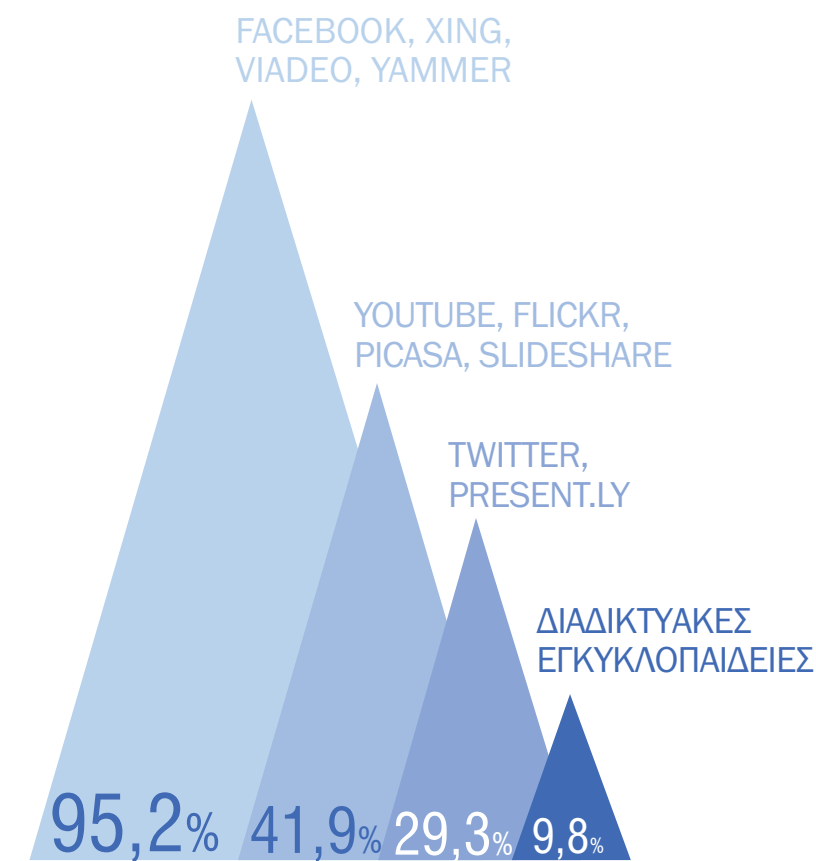 FACEBOOK, XING,
VIADEO, YAMMER
YOUTUBE, FLICKR,
PICASA, SLIDESHARE
TWITTER,
PRESENT.LY
ΔΙΑΔΙΚΤΥΑΚΕΣ
ΕΓΚΥΚΛΟΠΑΙΔΕΙΕΣ
95,2% 41,9% 29,3% 9,8%